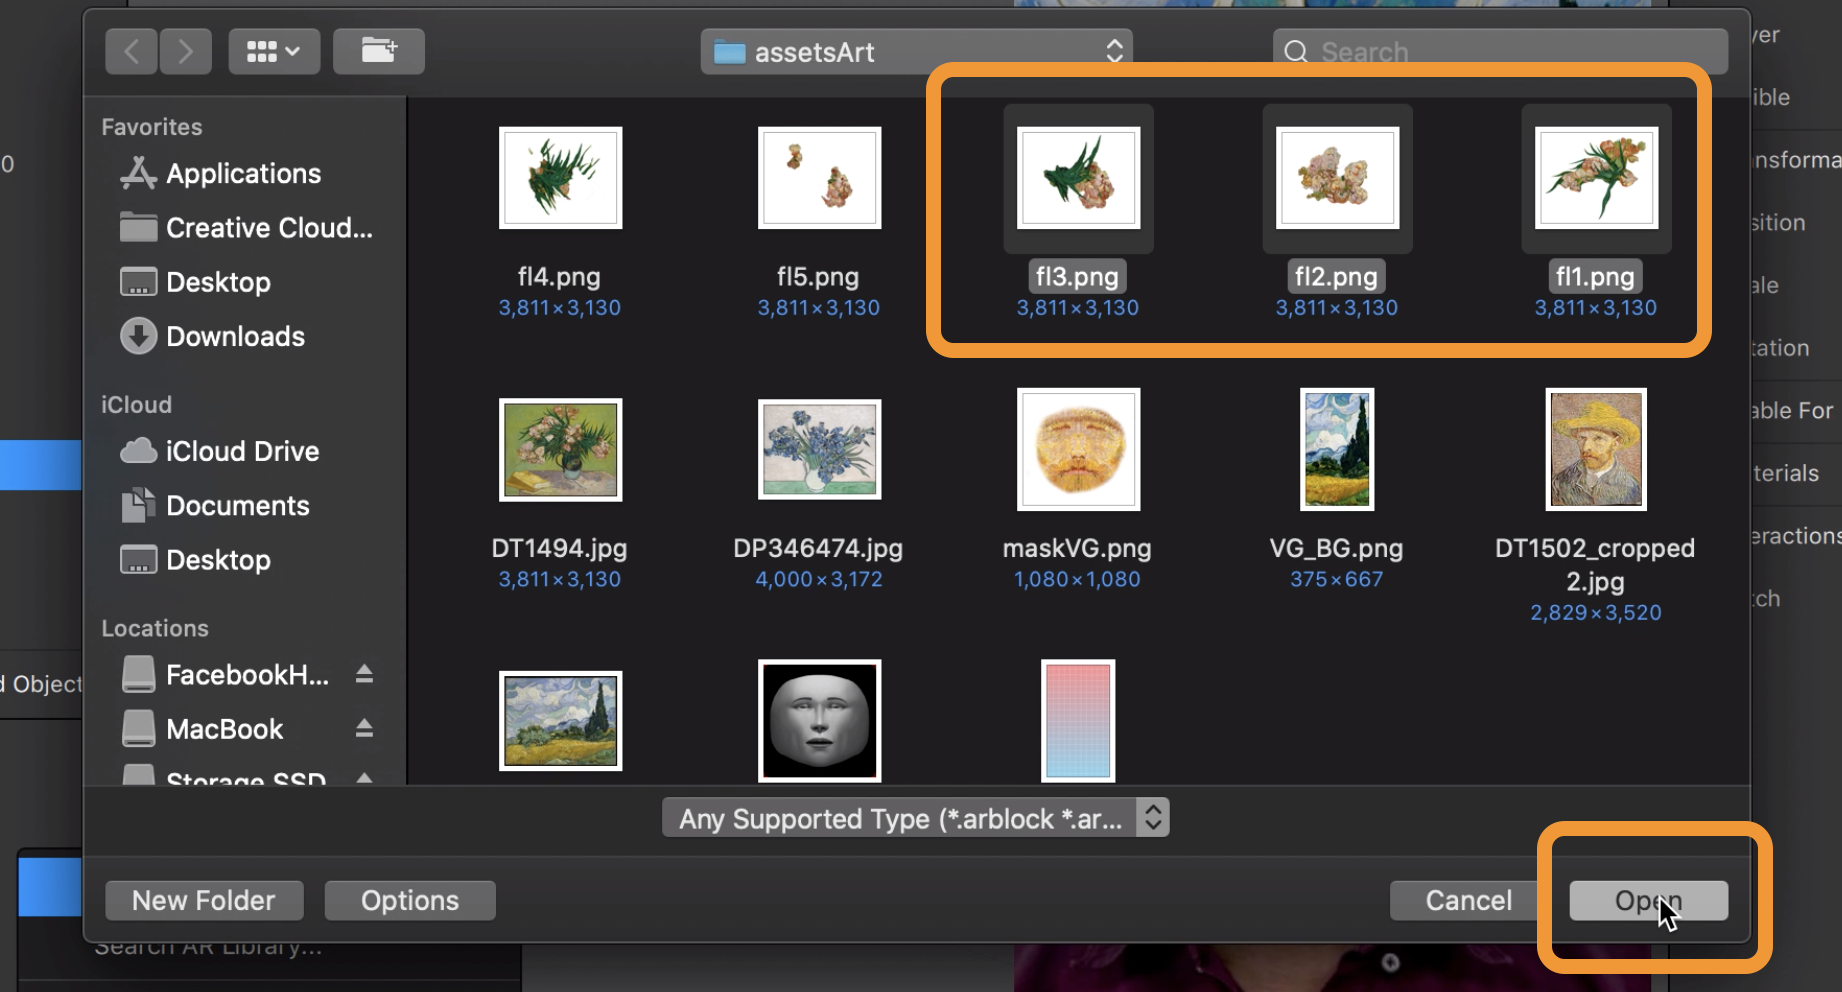 assetsArt
Search
Favorites
Applications
Creative Cloud...
Desktop
Downloads
iCloud
iCloud Drive
Documents
Desktop
Locations
FacebookH...
MacBook
Storage SSD
fl4.png
3,811×3,130
fl5.png
3,811×3,130
fl3.png
3,811×3,130
fl2.png
3,811×3,130
fl1.png
3,811×3,130
DT1494.jpg
3,811×3,130
DP346474.jpg
4,000×3,172
maskVG.png
1,080×1,080
VG_BG.png
375×667
DT1502_cropped
2.jpg
2,829×3,520
Any Supported Type (*.arblock *.ar...
New Folder
Options
Cancel
Open
0
d Object
Search AR Library...
yer
ible
nsforma
sition
ale
tation
able For
terials
eractions
tch